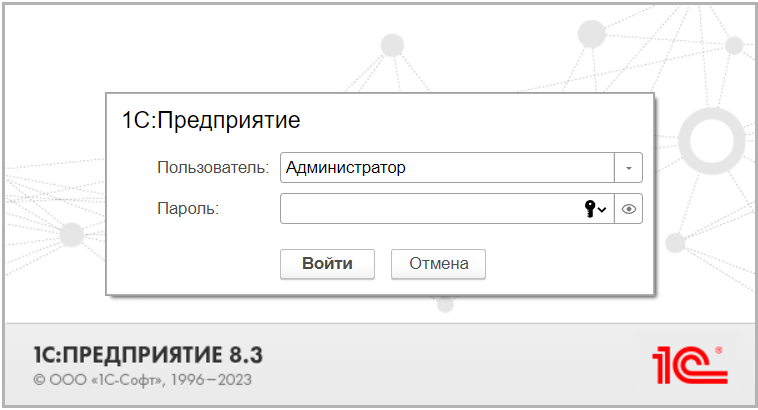 1С:Предприятие
Пользователь: Администратор
Пароль:
Войти Отмена
1С:ПРЕДПРИЯТИЕ 8.3
© ООО «1С-Софт», 1996–2023
1С®